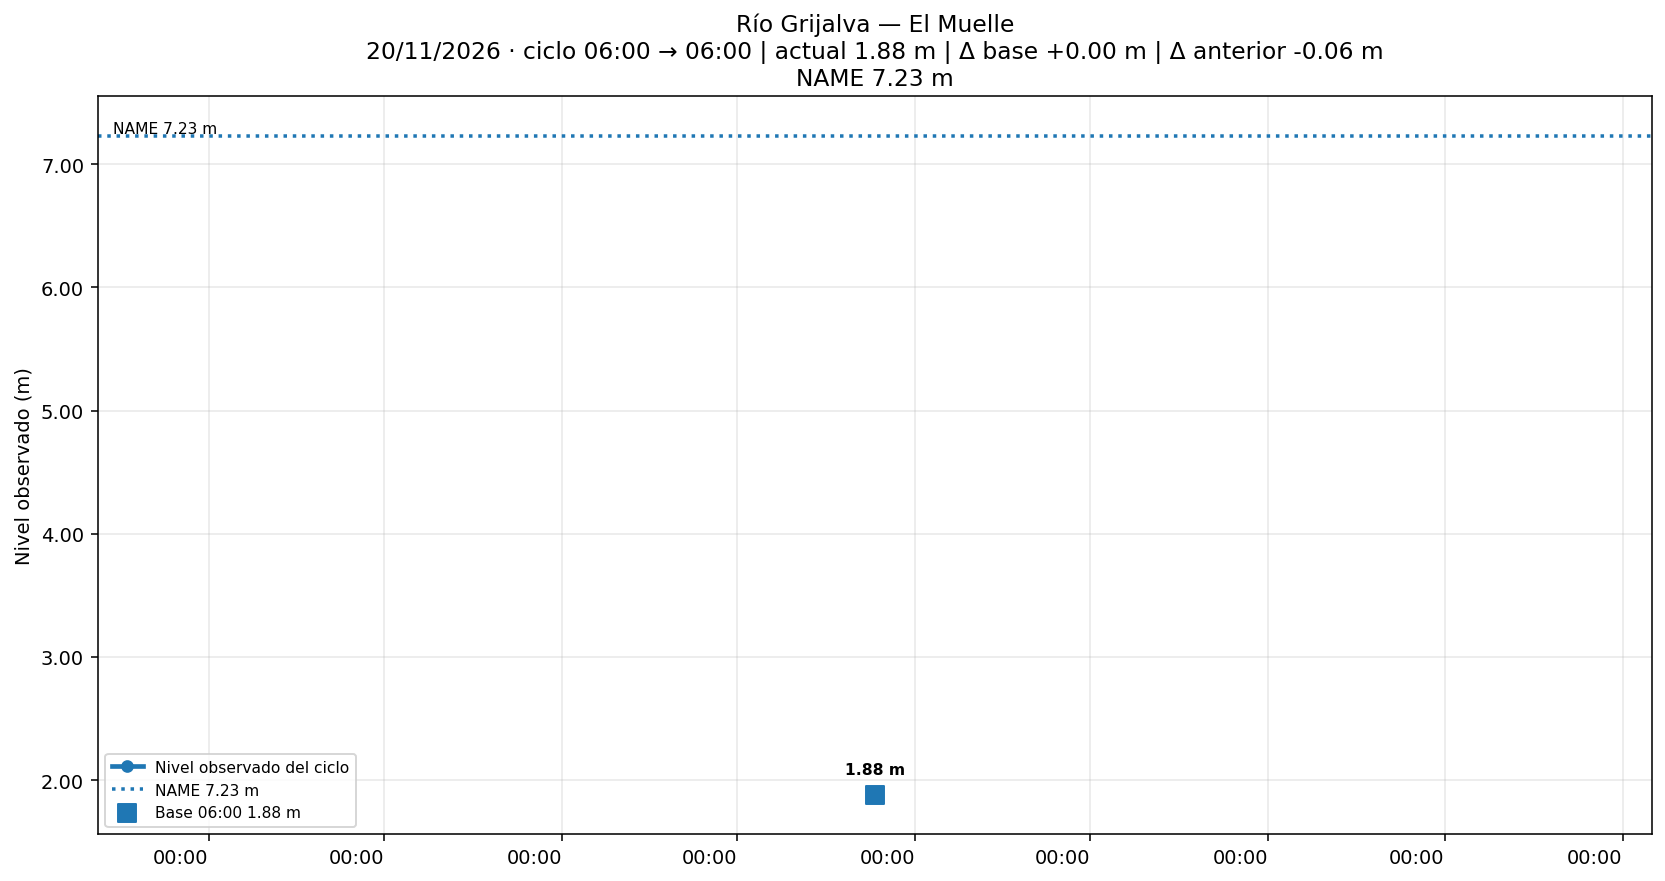 Río Grijalva — El Muelle
20/11/2026 · ciclo 06:00 → 06:00 | actual 1.88 m | Δ base +0.00 m | Δ anterior -0.06 m
NAME 7.23 m
NAME 7.23 m
7.00
6.00
5.00
4.00
3.00
2.00
Nivel observado (m)
1.88 m
Nivel observado del ciclo
NAME 7.23 m
Base 06:00 1.88 m
00:00 00:00 00:00 00:00 00:00 00:00 00:00 00:00 00:00